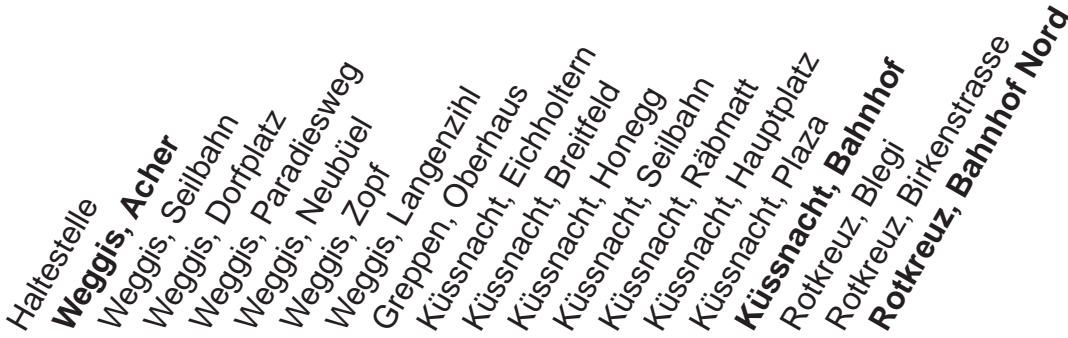 Haltestelle
Weggis, Acher
Weggis, Seilbahn
Weggis, Dorfplatz
Weggis, Paradiesweg
Weggis, Neubüel
Weggis, Zopf
Weggis, Langenzihl
Greppen, Oberhaus
Küssnacht, Eichholtern
Küssnacht, Breitfeld
Küssnacht, Honegg
Küssnacht, Seilbahn
Küssnacht, Räbmatt
Küssnacht, Hauptplatz
Küssnacht, Plaza
Küssnacht, Bahnhof
Rotkreuz, Blegi
Rotkreuz, Birkenstrasse
Rotkreuz, Bahnhof Nord